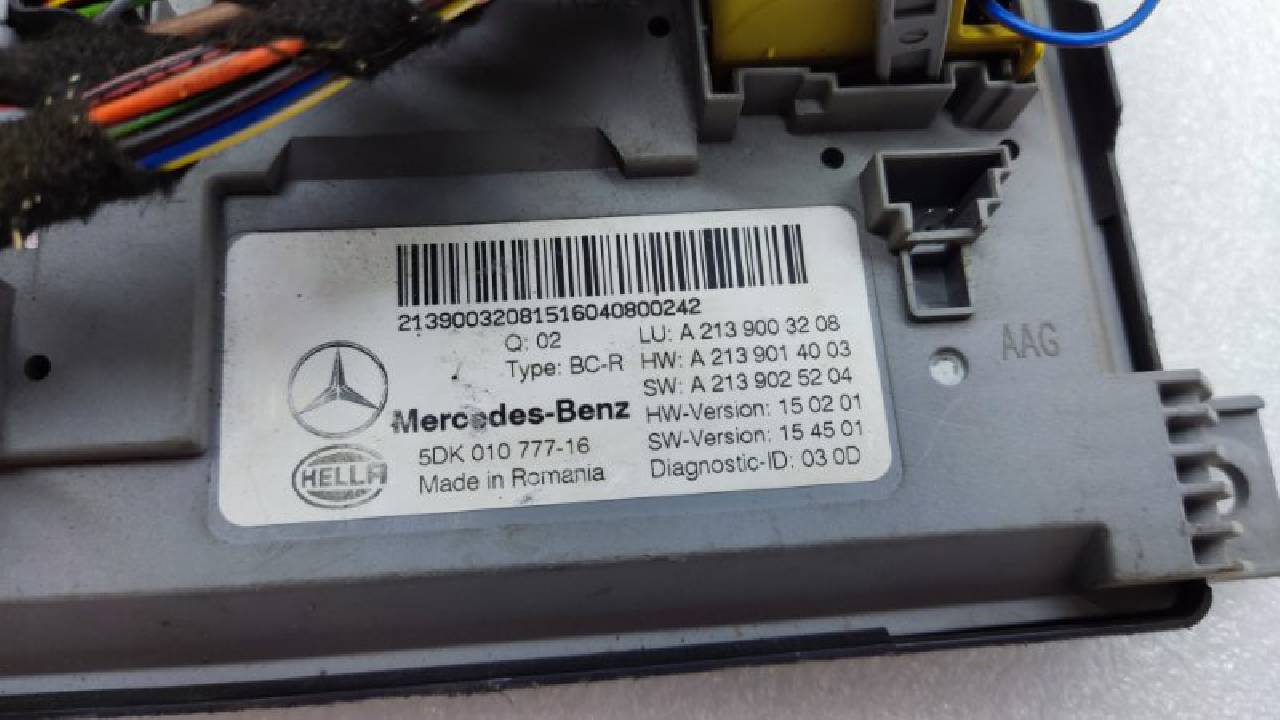 21390032081516040800242
Q: 02
Type: BC-R
LU: A 213 900 32 08
HW: A 213 901 40 03
SW: A 213 902 52 04
HW-Version: 15 02 01
SW-Version: 15 45 01
Diagnostic-ID: 03 0D
Mercedes-Benz
5DK 010 777-16
Made in Romania
HELLA
AAG